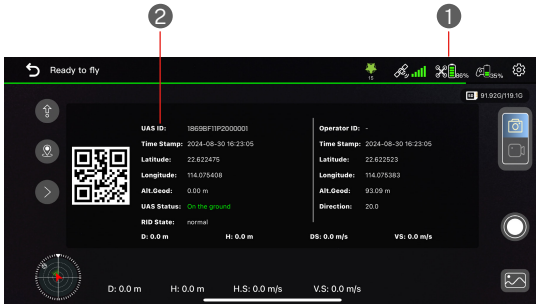 2 1
Ready to fly 15 86% 35%
91.92G/119.1G
UAS ID: 1869BF11P2000001 Operator ID: -
Time Stamp: 2024-08-30 16:23:05 Time Stamp: 2024-08-30 16:23:05
Latitude: 22.622475 Latitude: 22.622523
Longitude: 114.075408 Longitude: 114.075383
Alt.Geod: 0.00 m Alt.Geod: 93.09 m
UAS Status: On the ground Direction: 20.0
RID State: normal
D: 0.0 m H: 0.0 m DS: 0.0 m/s VS: 0.0 m/s
D: 0.0 m H: 0.0 m H.S: 0.0 m/s V.S: 0.0 m/s